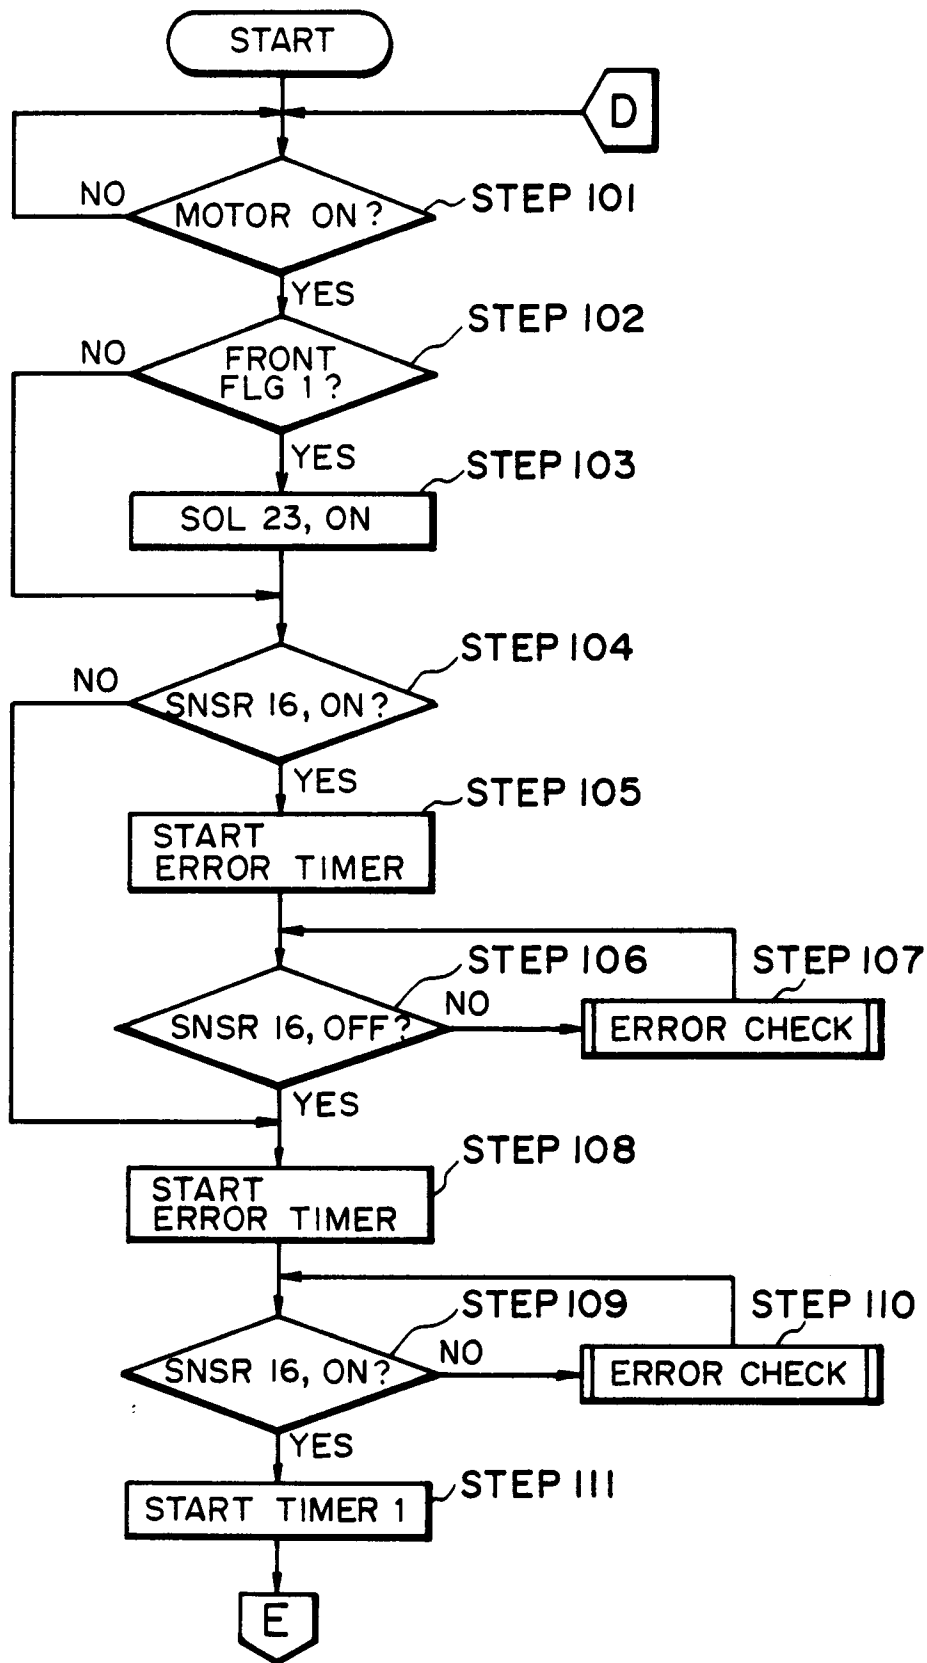 START
D
NO
MOTOR ON?
STEP 101
YES
STEP 102
NO
FRONT
FLG 1?
YES
STEP 103
SOL 23, ON
STEP 104
NO
SNSR 16, ON?
YES
STEP 105
START
ERROR TIMER
STEP 106
STEP 107
SNSR 16, OFF?
NO
ERROR CHECK
YES
STEP 108
START
ERROR TIMER
STEP 109
STEP 110
SNSR 16, ON?
NO
ERROR CHECK
YES
STEP 111
START TIMER 1
E